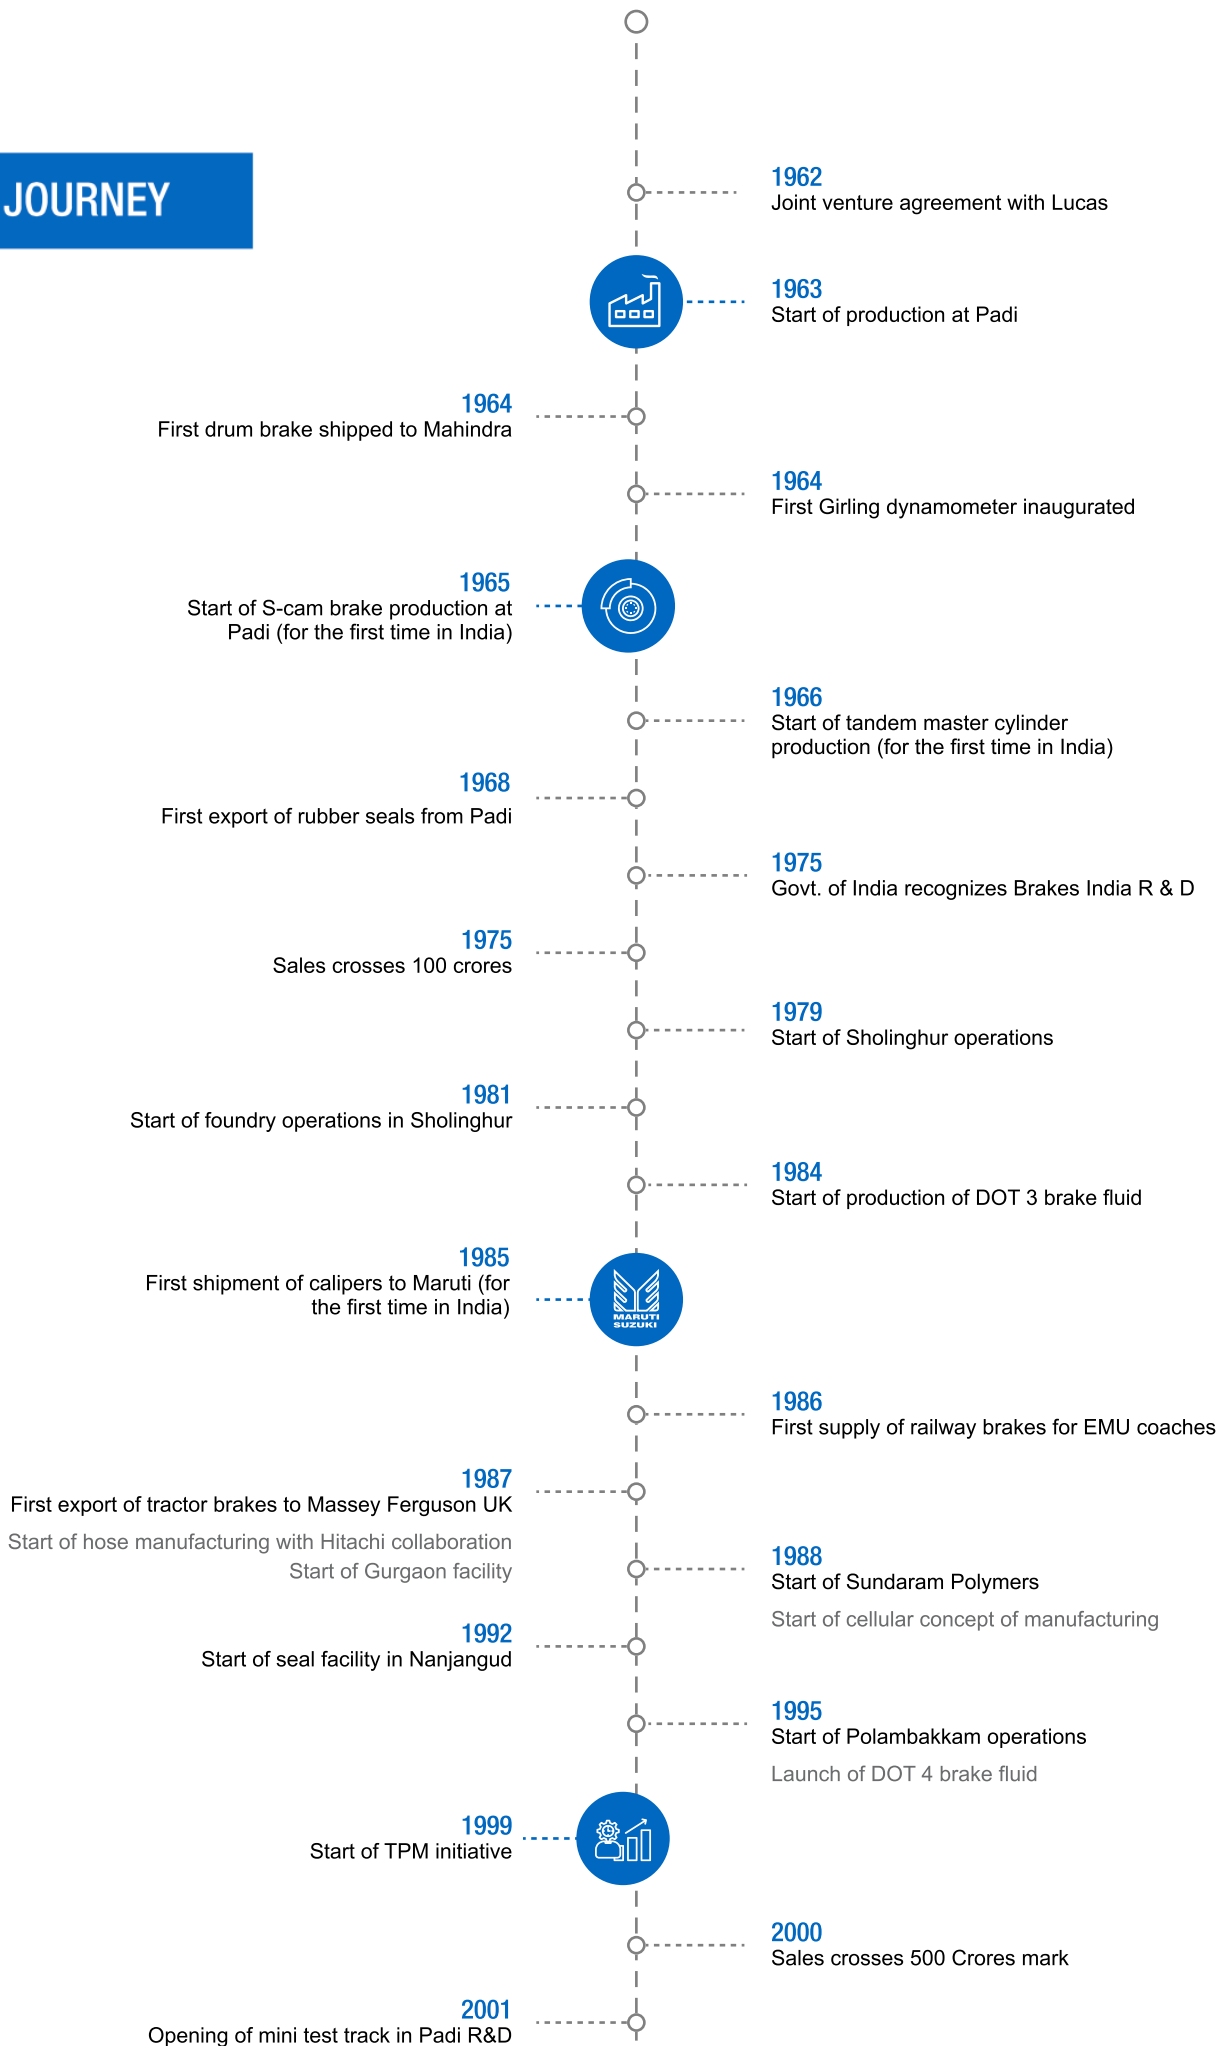 JOURNEY
1962
Joint venture agreement with Lucas
1963
Start of production at Padi
1964
First drum brake shipped to Mahindra
1964
First Girling dynamometer inaugurated
1965
Start of S-cam brake production at
Padi (for the first time in India)
1966
Start of tandem master cylinder
production (for the first time in India)
1968
First export of rubber seals from Padi
1975
Govt. of India recognizes Brakes India R & D
1975
Sales crosses 100 crores
1979
Start of Sholinghur operations
1981
Start of foundry operations in Sholinghur
1984
Start of production of DOT 3 brake fluid
1985
First shipment of calipers to Maruti (for
the first time in India)
MARUTI
SUZUKI
1986
First supply of railway brakes for EMU coaches
1987
First export of tractor brakes to Massey Ferguson UK
Start of hose manufacturing with Hitachi collaboration
Start of Gurgaon facility
1988
Start of Sundaram Polymers
Start of cellular concept of manufacturing
1992
Start of seal facility in Nanjangud
1995
Start of Polambakkam operations
Launch of DOT 4 brake fluid
1999
Start of TPM initiative
2000
Sales crosses 500 Crores mark
2001
Opening of mini test track in Padi R&D